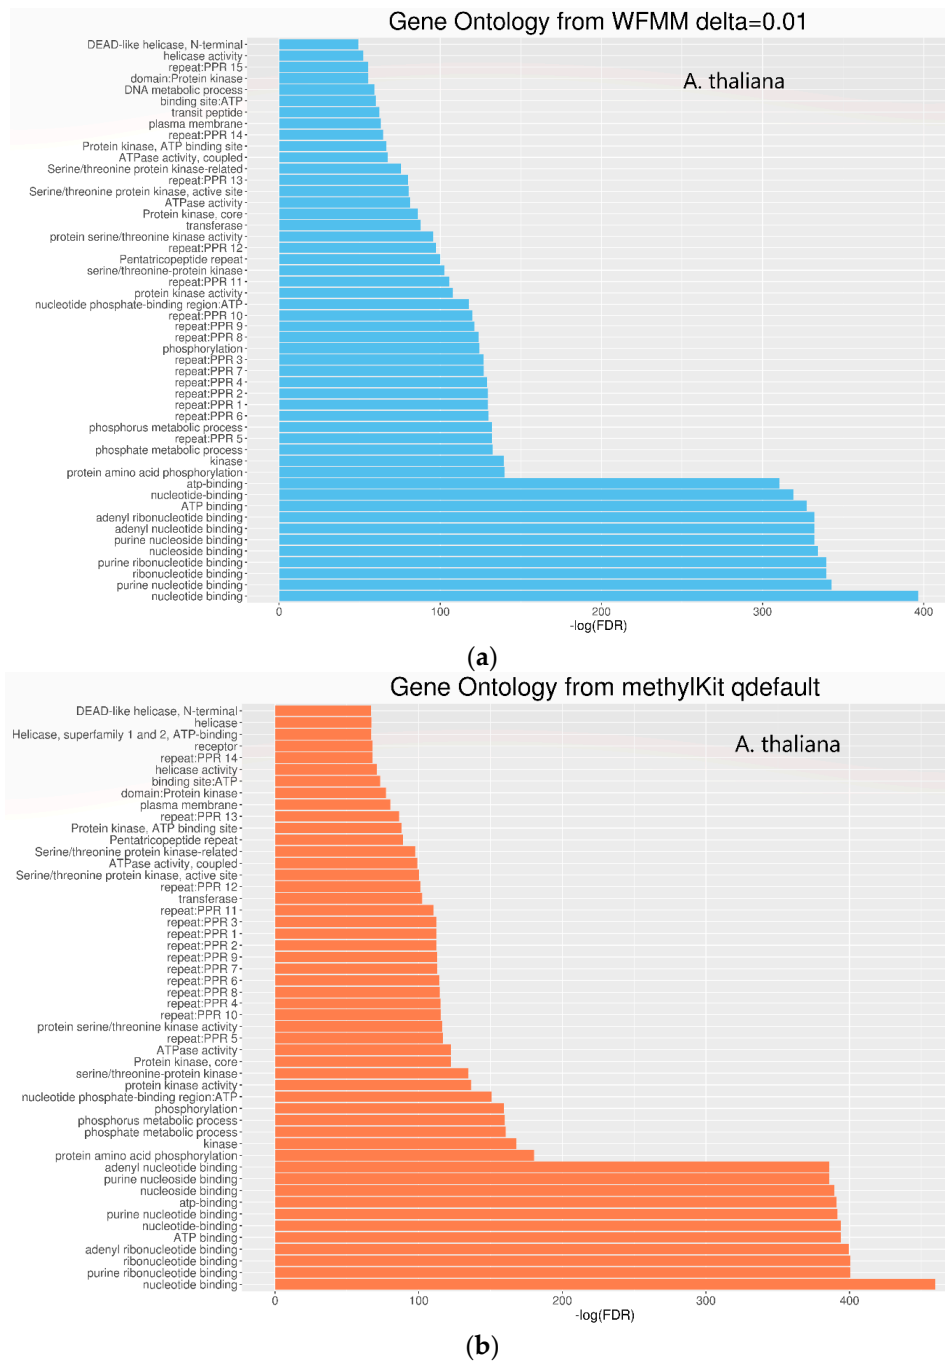 Gene Ontology from WFMM delta=0.01
DEAD-like helicase, N-terminal
helicase activity
repeat:PPR 15
domain:Protein kinase
A. thaliana
DNA metabolic process
binding site:ATP
transit peptide
plasma membrane
repeat:PPR 14
Protein kinase, ATP binding site
ATPase activity, coupled
Serine/threonine protein kinase-related
repeat:PPR 13
Serine/threonine protein kinase, active site
ATPase activity
Protein kinase, core
transferase
protein serine/threonine kinase activity
repeat:PPR 12
Pentatricopeptide repeat
serine/threonine-protein kinase
repeat:PPR 11
protein kinase activity
nucleotide phosphate-binding region:ATP
repeat:PPR 10
repeat:PPR 9
repeat:PPR 8
phosphorylation
repeat:PPR 3
repeat:PPR 7
repeat:PPR 4
repeat:PPR 2
repeat:PPR 1
repeat:PPR 6
phosphorus metabolic process
repeat:PPR 5
phosphate metabolic process
kinase
protein amino acid phosphorylation
atp-binding
nucleotide-binding
ATP binding
adenyl ribonucleotide binding
adenyl nucleotide binding
purine nucleoside binding
nucleoside binding
purine ribonucleotide binding
ribonucleotide binding
purine nucleotide binding
nucleotide binding
0 100 200 300 400
-log(FDR)
(a)
Gene Ontology from methylKit qdefault
DEAD-like helicase, N-terminal
helicase
Helicase, superfamily 1 and 2, ATP-binding
receptor
A. thaliana
repeat:PPR 14
helicase activity
binding site:ATP
domain:Protein kinase
plasma membrane
repeat:PPR 13
Protein kinase, ATP binding site
Pentatricopeptide repeat
Serine/threonine protein kinase-related
ATPase activity, coupled
Serine/threonine protein kinase, active site
repeat:PPR 12
transferase
repeat:PPR 11
repeat:PPR 3
repeat:PPR 1
repeat:PPR 2
repeat:PPR 9
repeat:PPR 7
repeat:PPR 6
repeat:PPR 8
repeat:PPR 4
repeat:PPR 10
protein serine/threonine kinase activity
repeat:PPR 5
ATPase activity
Protein kinase, core
serine/threonine-protein kinase
protein kinase activity
nucleotide phosphate-binding region:ATP
phosphorylation
phosphorus metabolic process
phosphate metabolic process
kinase
protein amino acid phosphorylation
adenyl nucleotide binding
purine nucleoside binding
nucleoside binding
atp-binding
purine nucleotide binding
nucleotide-binding
ATP binding
adenyl ribonucleotide binding
ribonucleotide binding
purine ribonucleotide binding
nucleotide binding
0 100 200 300 400
-log(FDR)
(b)